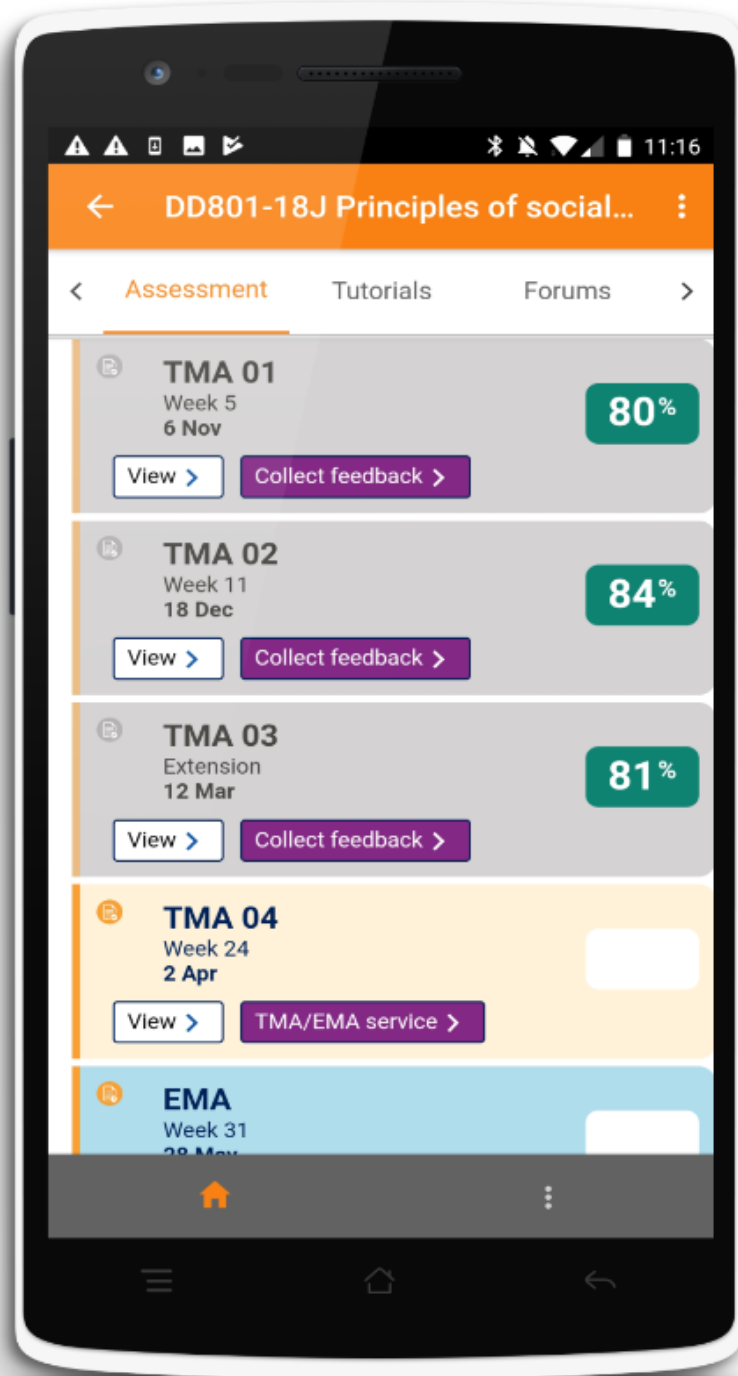 11:16
DD801-18J Principles of social...
Assessment Tutorials Forums
TMA 01
Week 5
6 Nov
80%
View Collect feedback
TMA 02
Week 11
18 Dec
84%
View Collect feedback
TMA 03
Extension
12 Mar
81%
View Collect feedback
TMA 04
Week 24
2 Apr
View TMA/EMA service
EMA
Week 31
28 May